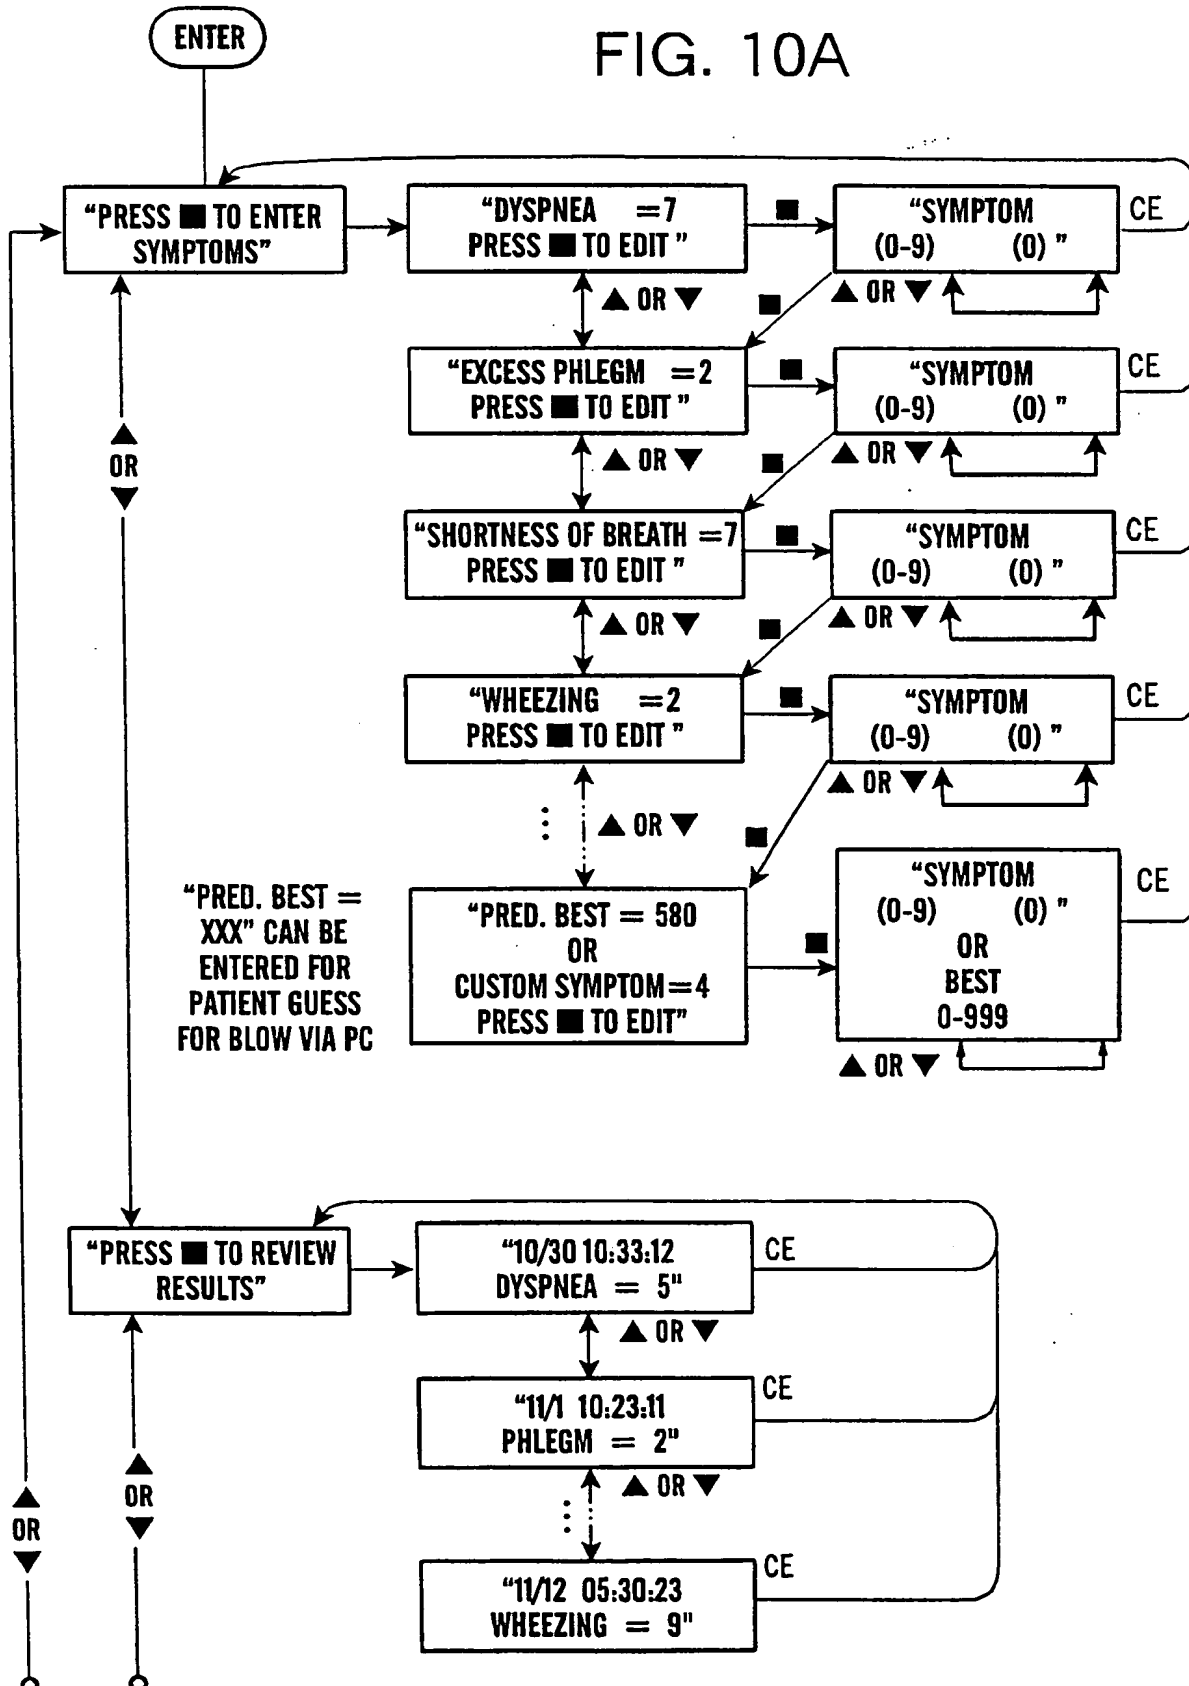 ENTER
FIG. 10A
“PRESS ■ TO ENTER
SYMPTOMS”
“DYSPNEA =7
PRESS ■ TO EDIT”
■
“SYMPTOM
(0-9) (0) ”
CE
▲ OR ▼
■
▲ OR ▼
“EXCESS PHLEGM =2
PRESS ■ TO EDIT”
■
“SYMPTOM
(0-9) (0) ”
CE
▲
OR
▼
▲ OR ▼
■
▲ OR ▼
“SHORTNESS OF BREATH =7
PRESS ■ TO EDIT”
■
“SYMPTOM
(0-9) (0) ”
CE
▲ OR ▼
■
▲ OR ▼
“WHEEZING =2
PRESS ■ TO EDIT”
■
“SYMPTOM
(0-9) (0) ”
CE
⋮ ▲ OR ▼
■
▲ OR ▼
“PRED. BEST =
XXX” CAN BE
ENTERED FOR
PATIENT GUESS
FOR BLOW VIA PC
“PRED. BEST = 580
OR
CUSTOM SYMPTOM=4
PRESS ■ TO EDIT”
■
“SYMPTOM
(0-9) (0) ”
OR
BEST
0-999
CE
▲ OR ▼
“PRESS ■ TO REVIEW
RESULTS”
“10/30 10:33:12
DYSPNEA = 5"
CE
▲ OR ▼
“11/1 10:23:11
PHLEGM = 2"
CE
▲ OR ▼
⋮
“11/12 05:30:23
WHEEZING = 9"
CE
▲
OR
▼
▲
OR
▼